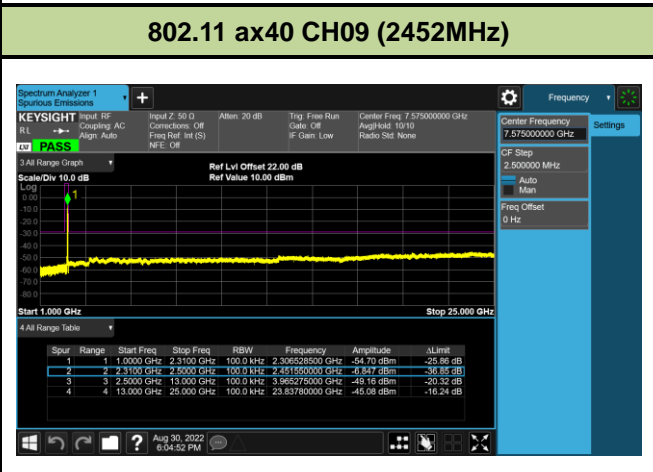 802.11 ax40 CH09 (2452MHz)
Spectrum Analyzer 1
Spurious Emissions
Frequency
KEYSIGHT
RL
PASS
Input: RF
Coupling: AC
Align: Auto
Input Z: 50 Ω
Corrections: Off
Freq Ref: Int (S)
NFE: Off
Atten: 20 dB
Trig: Free Run
Gate: Off
IF Gain: Low
Center Freq: 7.575000000 GHz
Avg|Hold: 10/10
Radio Std: None
Center Frequency
7.575000000 GHz
Settings
CF Step
2.500000 MHz
Auto
Man
Freq Offset
0 Hz
3 All Range Graph
Scale/Div 10.0 dB
Ref Lvl Offset 22.00 dB
Ref Value 10.00 dBm
Log
0.00
-10.0
-20.0
-30.0
-40.0
-50.0
-60.0
-70.0
-80.0
1
Start 1.000 GHz
Stop 25.000 GHz
4 All Range Table
Spur Range Start Freq Stop Freq RBW Frequency Amplitude ΔLimit
1 1 1.0000 GHz 2.3100 GHz 100.0 kHz 2.306528500 GHz -54.70 dBm -25.86 dB
2 2 2.3100 GHz 2.5000 GHz 100.0 kHz 2.451550000 GHz -6.847 dBm -36.85 dB
3 3 2.5000 GHz 13.000 GHz 100.0 kHz 3.965275000 GHz -49.16 dBm -20.32 dB
4 4 13.000 GHz 25.000 GHz 100.0 kHz 23.83780000 GHz -45.08 dBm -16.24 dB
Aug 30, 2022
6:04:52 PM